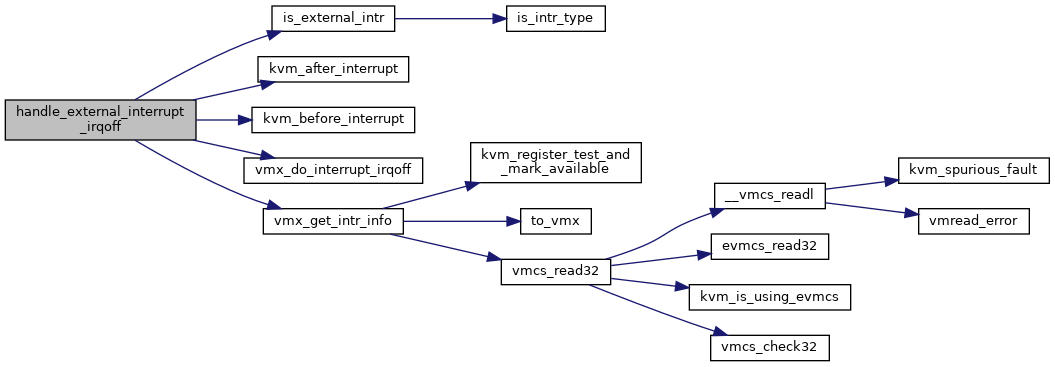 is_external_intr
is_intr_type
kvm_after_interrupt
handle_external_interrupt
_irqoff
kvm_before_interrupt
vmx_do_interrupt_irqoff
kvm_register_test_and
_mark_available
vmx_get_intr_info
to_vmx
vmcs_read32
__vmcs_readl
kvm_spurious_fault
vmread_error
evmcs_read32
kvm_is_using_evmcs
vmcs_check32